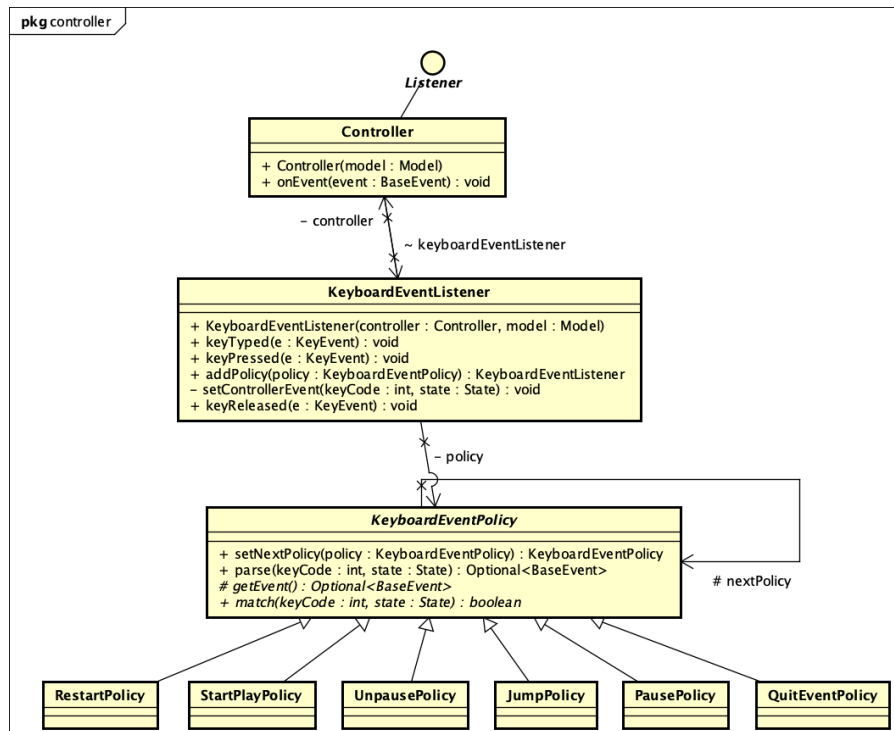 pkg controller
Listener
Controller
+ Controller(model : Model)
+ onEvent(event : BaseEvent) : void
– controller
~ keyboardEventListener
KeyboardEventListener
+ KeyboardEventListener(controller : Controller, model : Model)
+ keyTyped(e : KeyEvent) : void
+ keyPressed(e : KeyEvent) : void
+ addPolicy(policy : KeyboardEventPolicy) : KeyboardEventListener
– setControllerEvent(keyCode : int, state : State) : void
+ keyReleased(e : KeyEvent) : void
– policy
KeyboardEventPolicy
+ setNextPolicy(policy : KeyboardEventPolicy) : KeyboardEventPolicy
+ parse(keyCode : int, state : State) : Optional<BaseEvent>
# getEvent() : Optional<BaseEvent>
+ match(keyCode : int, state : State) : boolean
# nextPolicy
RestartPolicy
StartPlayPolicy
UnpausePolicy
JumpPolicy
PausePolicy
QuitEventPolicy